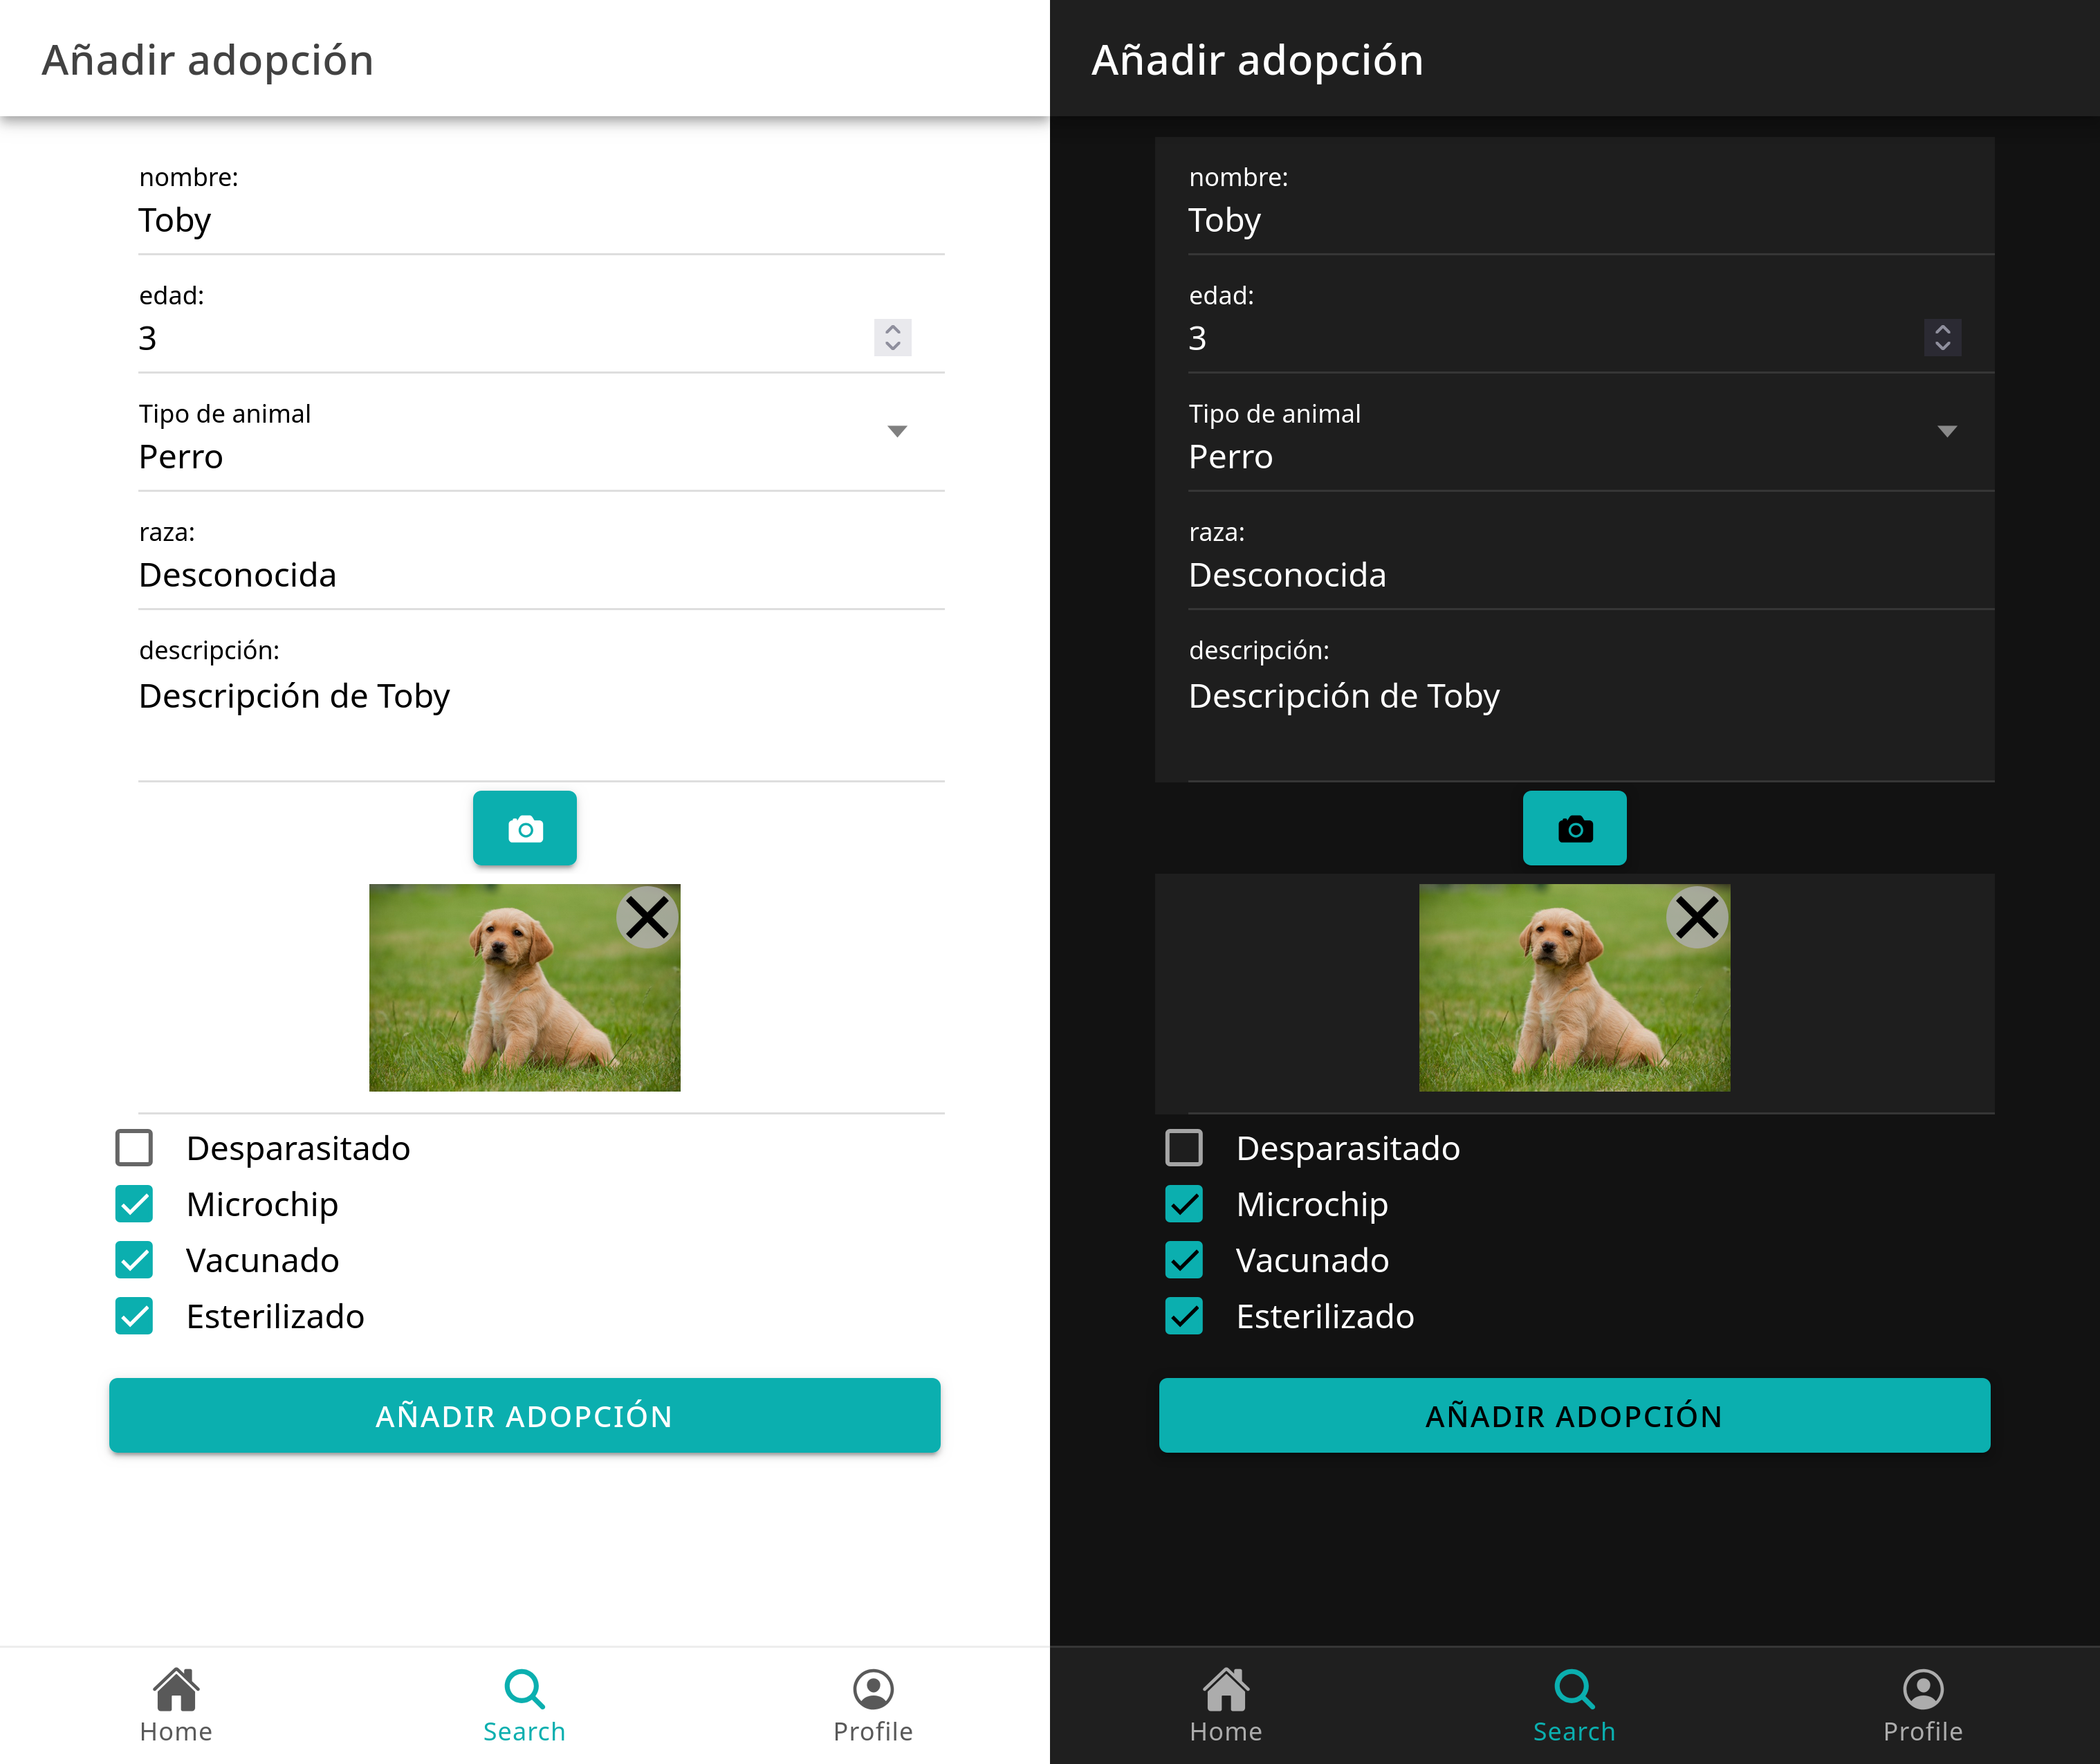 Añadir adopción
nombre:
Toby
edad:
3
Tipo de animal
Perro
raza:
Desconocida
descripción:
Descripción de Toby
Desparasitado
Microchip
Vacunado
Esterilizado
AÑADIR ADOPCIÓN
Home Search Profile
Añadir adopción
nombre:
Toby
edad:
3
Tipo de animal
Perro
raza:
Desconocida
descripción:
Descripción de Toby
Desparasitado
Microchip
Vacunado
Esterilizado
AÑADIR ADOPCIÓN
Home Search Profile